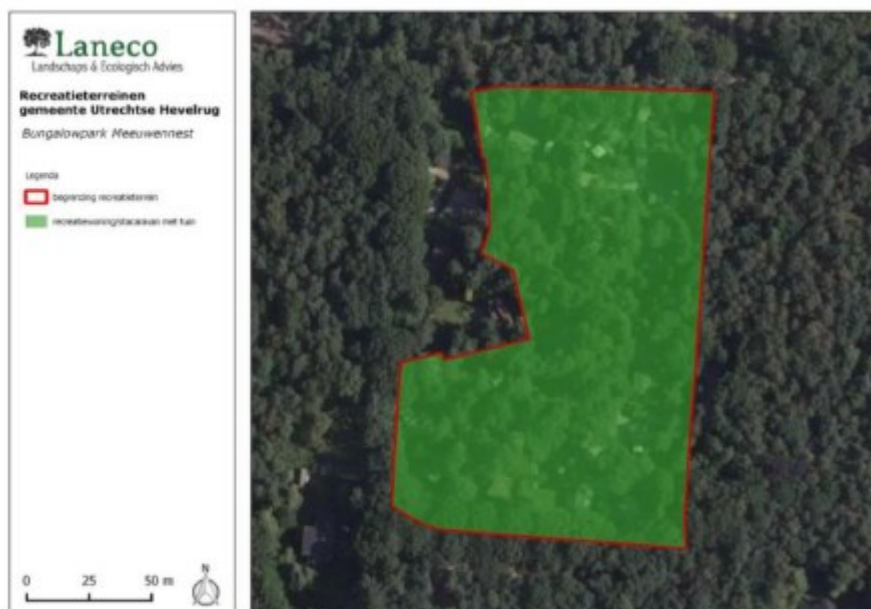 Laneco
Landschaps & Ecologisch Advies
Recreatieterreinen
gemeente Utrechtse Hevelrug
Bungalowpark Meeuwennest
Legenda
begrenzing recreatieterrein
recreatiewoning/stacaravan met tuin
N
0 25 50 m